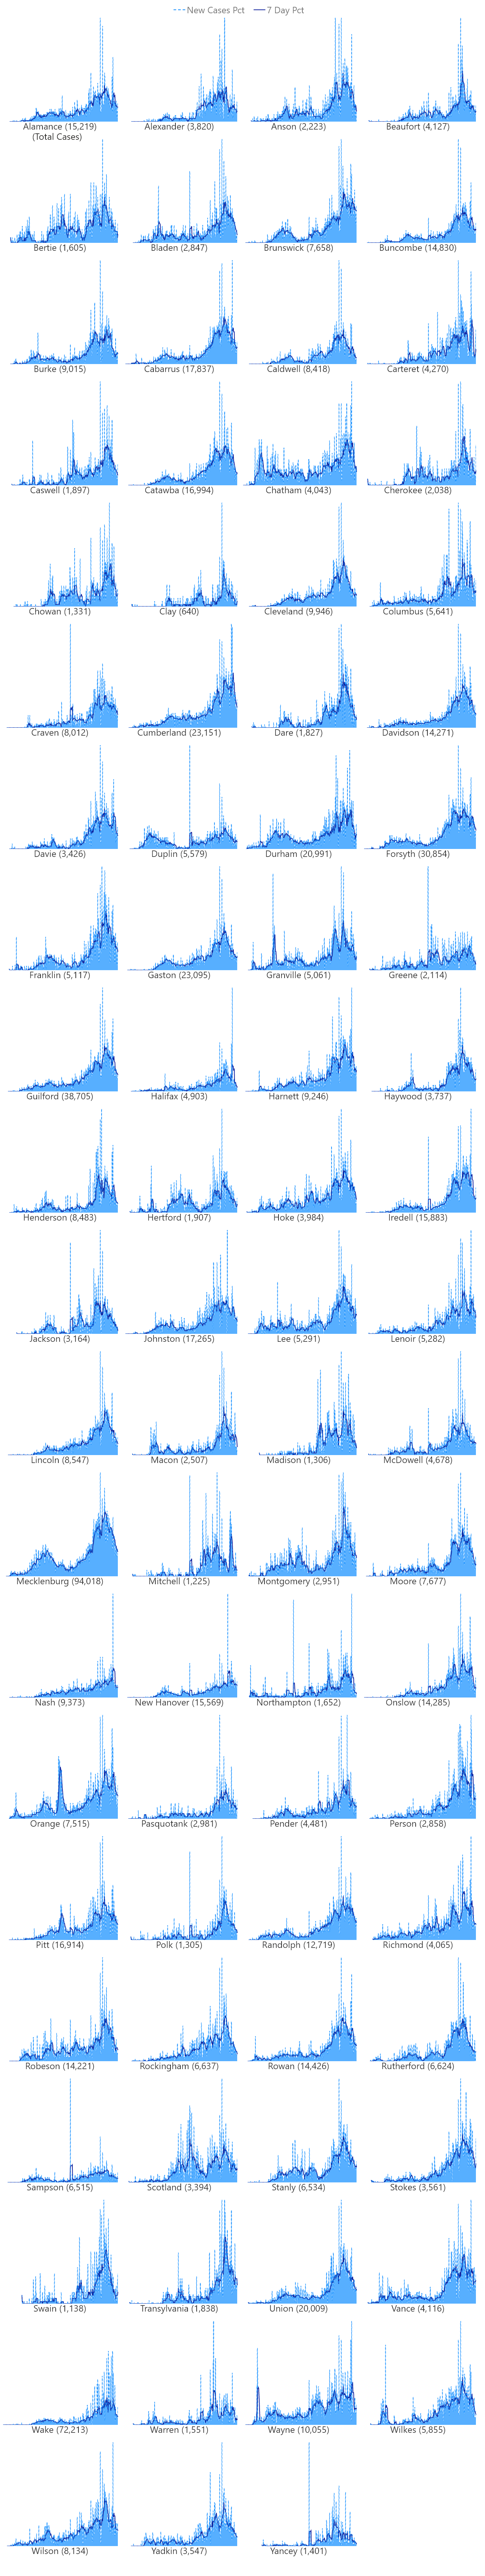 New Cases Pct 7 Day Pct
Alamance (15,219) Alexander (3,820) Anson (2,223) Beaufort (4,127)
(Total Cases)
Bertie (1,605) Bladen (2,847) Brunswick (7,658) Buncombe (14,830)
Burke (9,015) Cabarrus (17,837) Caldwell (8,418) Carteret (4,270)
Caswell (1,897) Catawba (16,994) Chatham (4,043) Cherokee (2,038)
Chowan (1,331) Clay (640) Cleveland (9,946) Columbus (5,641)
Craven (8,012) Cumberland (23,151) Dare (1,827) Davidson (14,271)
Davie (3,426) Duplin (5,579) Durham (20,991) Forsyth (30,854)
Franklin (5,117) Gaston (23,095) Granville (5,061) Greene (2,114)
Guilford (38,705) Halifax (4,903) Harnett (9,246) Haywood (3,737)
Henderson (8,483) Hertford (1,907) Hoke (3,984) Iredell (15,883)
Jackson (3,164) Johnston (17,265) Lee (5,291) Lenoir (5,282)
Lincoln (8,547) Macon (2,507) Madison (1,306) McDowell (4,678)
Mecklenburg (94,018) Mitchell (1,225) Montgomery (2,951) Moore (7,677)
Nash (9,373) New Hanover (15,569) Northampton (1,652) Onslow (14,285)
Orange (7,515) Pasquotank (2,981) Pender (4,481) Person (2,858)
Pitt (16,914) Polk (1,305) Randolph (12,719) Richmond (4,065)
Robeson (14,221) Rockingham (6,637) Rowan (14,426) Rutherford (6,624)
Sampson (6,515) Scotland (3,394) Stanly (6,534) Stokes (3,561)
Swain (1,138) Transylvania (1,838) Union (20,009) Vance (4,116)
Wake (72,213) Warren (1,551) Wayne (10,055) Wilkes (5,855)
Wilson (8,134) Yadkin (3,547) Yancey (1,401)